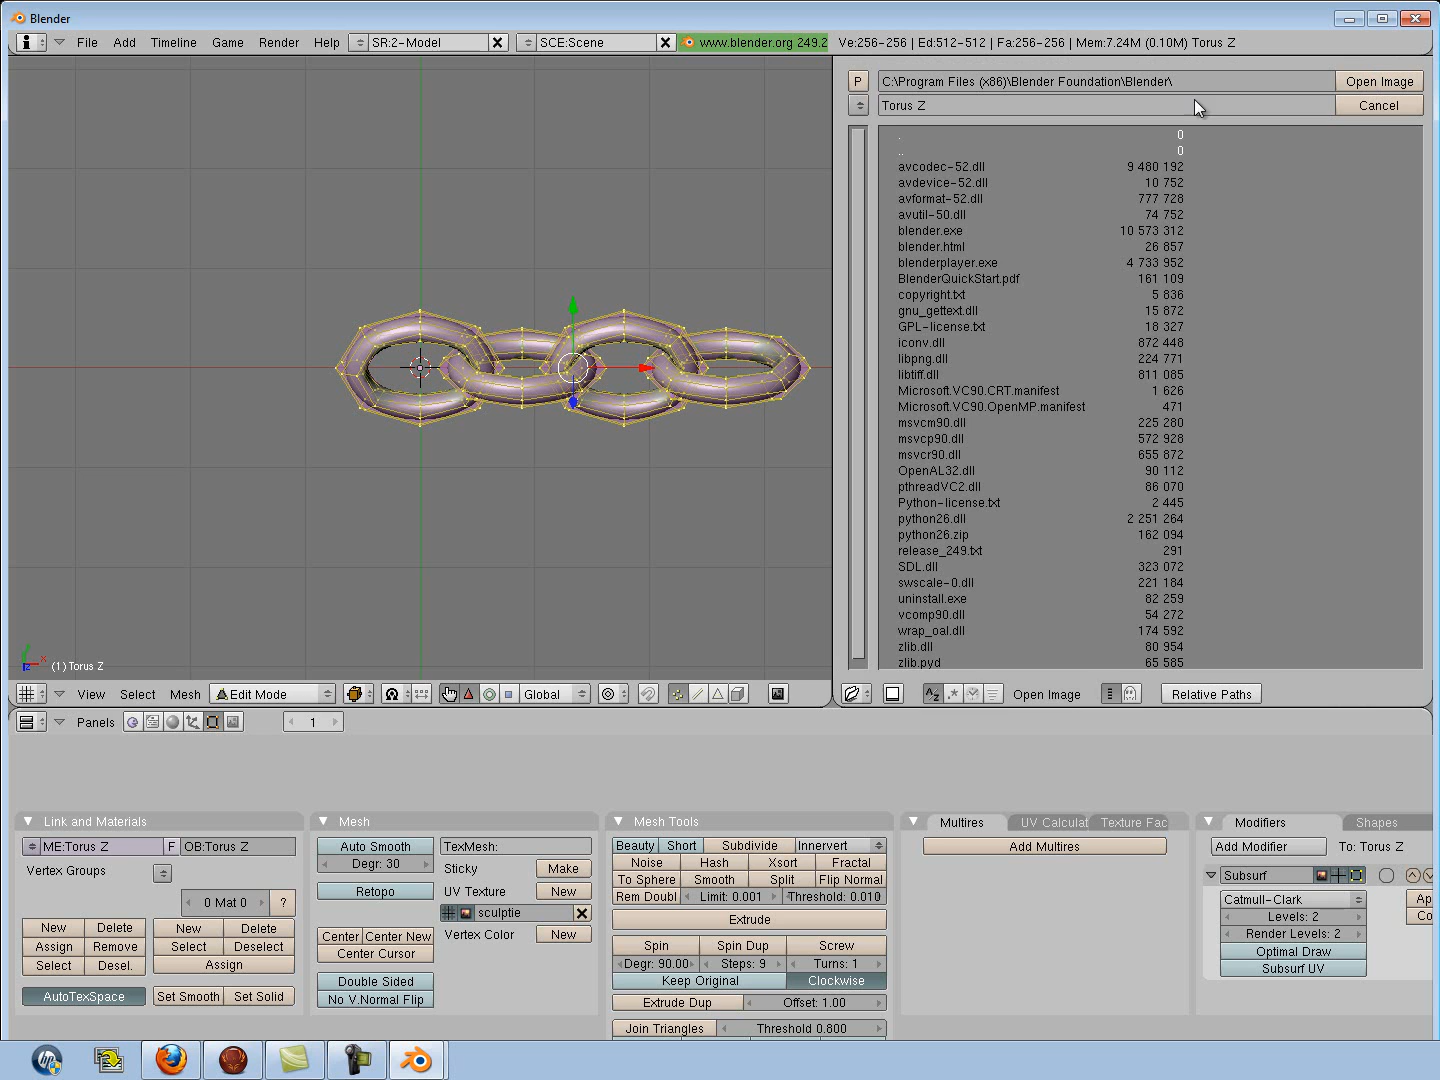 Blender
File Add Timeline Game Render Help SR:2-Model SCE:Scene www.blender.org 249.2 Ve:256-256 | Ed:512-512 | Fa:256-256 | Mem:7.24M (0.10M) Torus Z
P C:\Program Files (x86)\Blender Foundation\Blender\ Open Image
Torus Z Cancel
. 0
.. 0
avcodec-52.dll 9 480 192
avdevice-52.dll 10 752
avformat-52.dll 777 728
avutil-50.dll 74 752
blender.exe 10 573 312
blender.html 26 857
blenderplayer.exe 4 733 952
BlenderQuickStart.pdf 161 109
copyright.txt 5 836
gnu_gettext.dll 15 872
GPL-license.txt 18 327
iconv.dll 872 448
libpng.dll 224 771
libtiff.dll 811 085
Microsoft.VC90.CRT.manifest 1 626
Microsoft.VC90.OpenMP.manifest 471
msvcm90.dll 225 280
msvcp90.dll 572 928
msvcr90.dll 655 872
OpenAL32.dll 90 112
pthreadVC2.dll 86 070
Python-license.txt 2 445
python26.dll 2 251 264
python26.zip 162 094
release_249.txt 291
SDL.dll 323 072
swscale-0.dll 221 184
uninstall.exe 82 259
vcomp90.dll 54 272
wrap_oal.dll 174 592
zlib.dll 80 954
zlib.pyd 65 585
(1) Torus Z
View Select Mesh Edit Mode Global
Open Image Relative Paths
Panels 1
Link and Materials
ME:Torus Z F OB:Torus Z
Vertex Groups
0 Mat 0 ?
New Delete New Delete
Assign Remove Select Deselect
Select Desel. Assign
AutoTexSpace Set Smooth Set Solid
Mesh
Auto Smooth TexMesh:
Degr: 30 Sticky Make
Retopo UV Texture New
sculptie
Center Center New Vertex Color New
Center Cursor
Double Sided
No V.Normal Flip
Mesh Tools
Beauty Short Subdivide Innervert
Noise Hash Xsort Fractal
To Sphere Smooth Split Flip Normal
Rem Doubl Limit: 0.001 Threshold: 0.010
Extrude
Spin Spin Dup Screw
Degr: 90.00 Steps: 9 Turns: 1
Keep Original Clockwise
Extrude Dup Offset: 1.00
Join Triangles Threshold 0.800
Multires UV Calculat Texture Fac
Add Multires
Modifiers Shapes
Add Modifier To: Torus Z
Subsurf
Catmull-Clark Ap
Levels: 2 Co
Render Levels: 2
Optimal Draw
Subsurf UV
hp